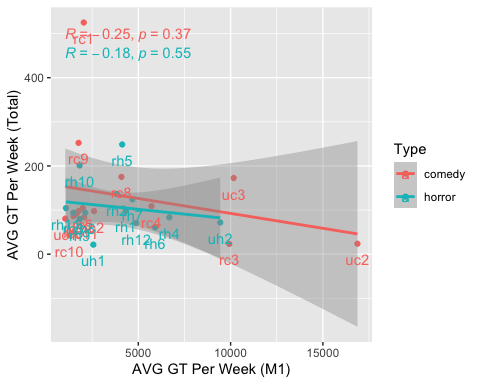 R = −0.25, p = 0.37
rc1
R = −0.18, p = 0.55
400
200
0
AVG GT Per Week (Total)
rc9
rh5
rh10
rc8
uc3
rc4
rh4
rh12
rh6
uh2
uh1
rc10
rc3
uc2
5000
10000
15000
AVG GT Per Week (M1)
Type
comedy
horror